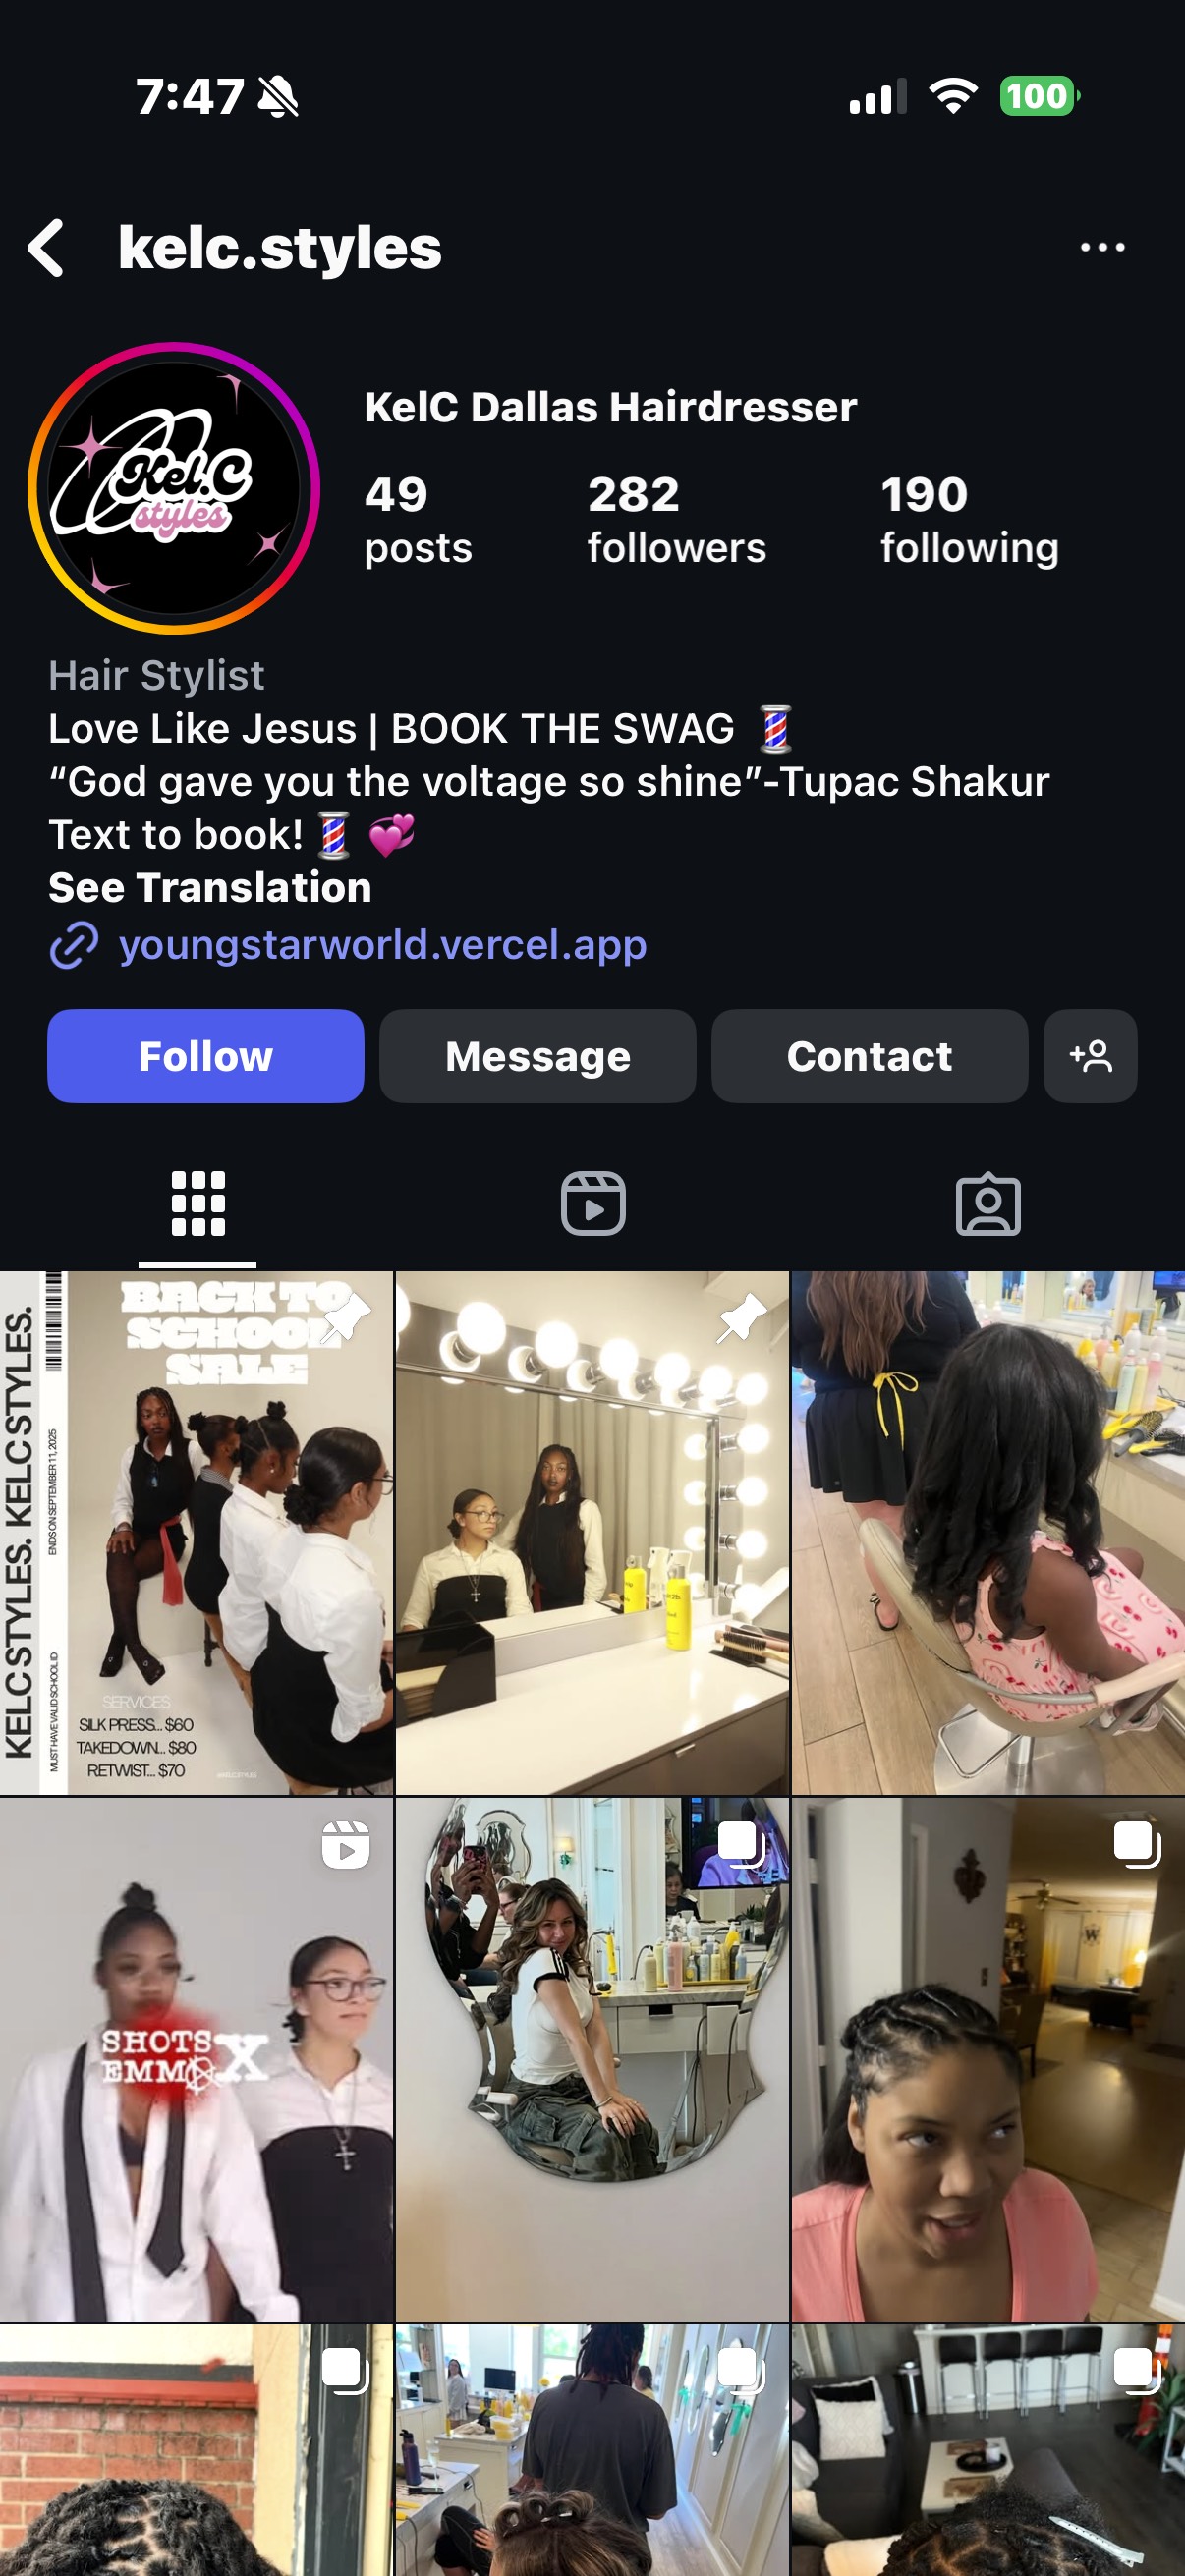 7:47
100
kelc.styles
Kel.C
styles
KelC Dallas Hairdresser
49
posts
282
followers
190
following
Hair Stylist
Love Like Jesus | BOOK THE SWAG 💈
“God gave you the voltage so shine”-Tupac Shakur
Text to book! 💈 💞
See Translation
youngstarworld.vercel.app
Follow
Message
Contact
KELCSTYLES. KELCSTYLES.
ENDS ON SEPTEMBER 11, 2025
MUST HAVE VALID SCHOOL ID
BACK TO
SCHOOL
SALE
SERVICES
SILK PRESS... $60
TAKEDOWN... $80
RETWIST... $70
SHOTS
EMMA X
W